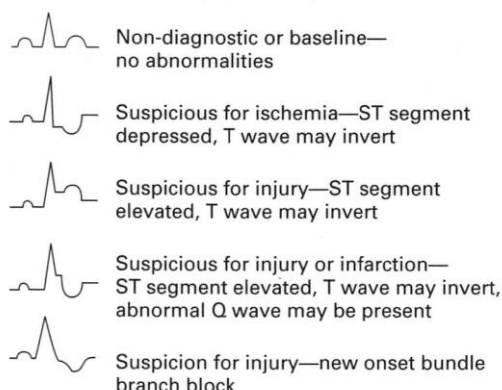 Non-diagnostic or baseline—
no abnormalities
Suspicious for ischemia—ST segment
depressed, T wave may invert
Suspicious for injury—ST segment
elevated, T wave may invert
Suspicious for injury or infarction—
ST segment elevated, T wave may invert,
abnormal Q wave may be present
Suspicion for injury—new onset bundle
branch block